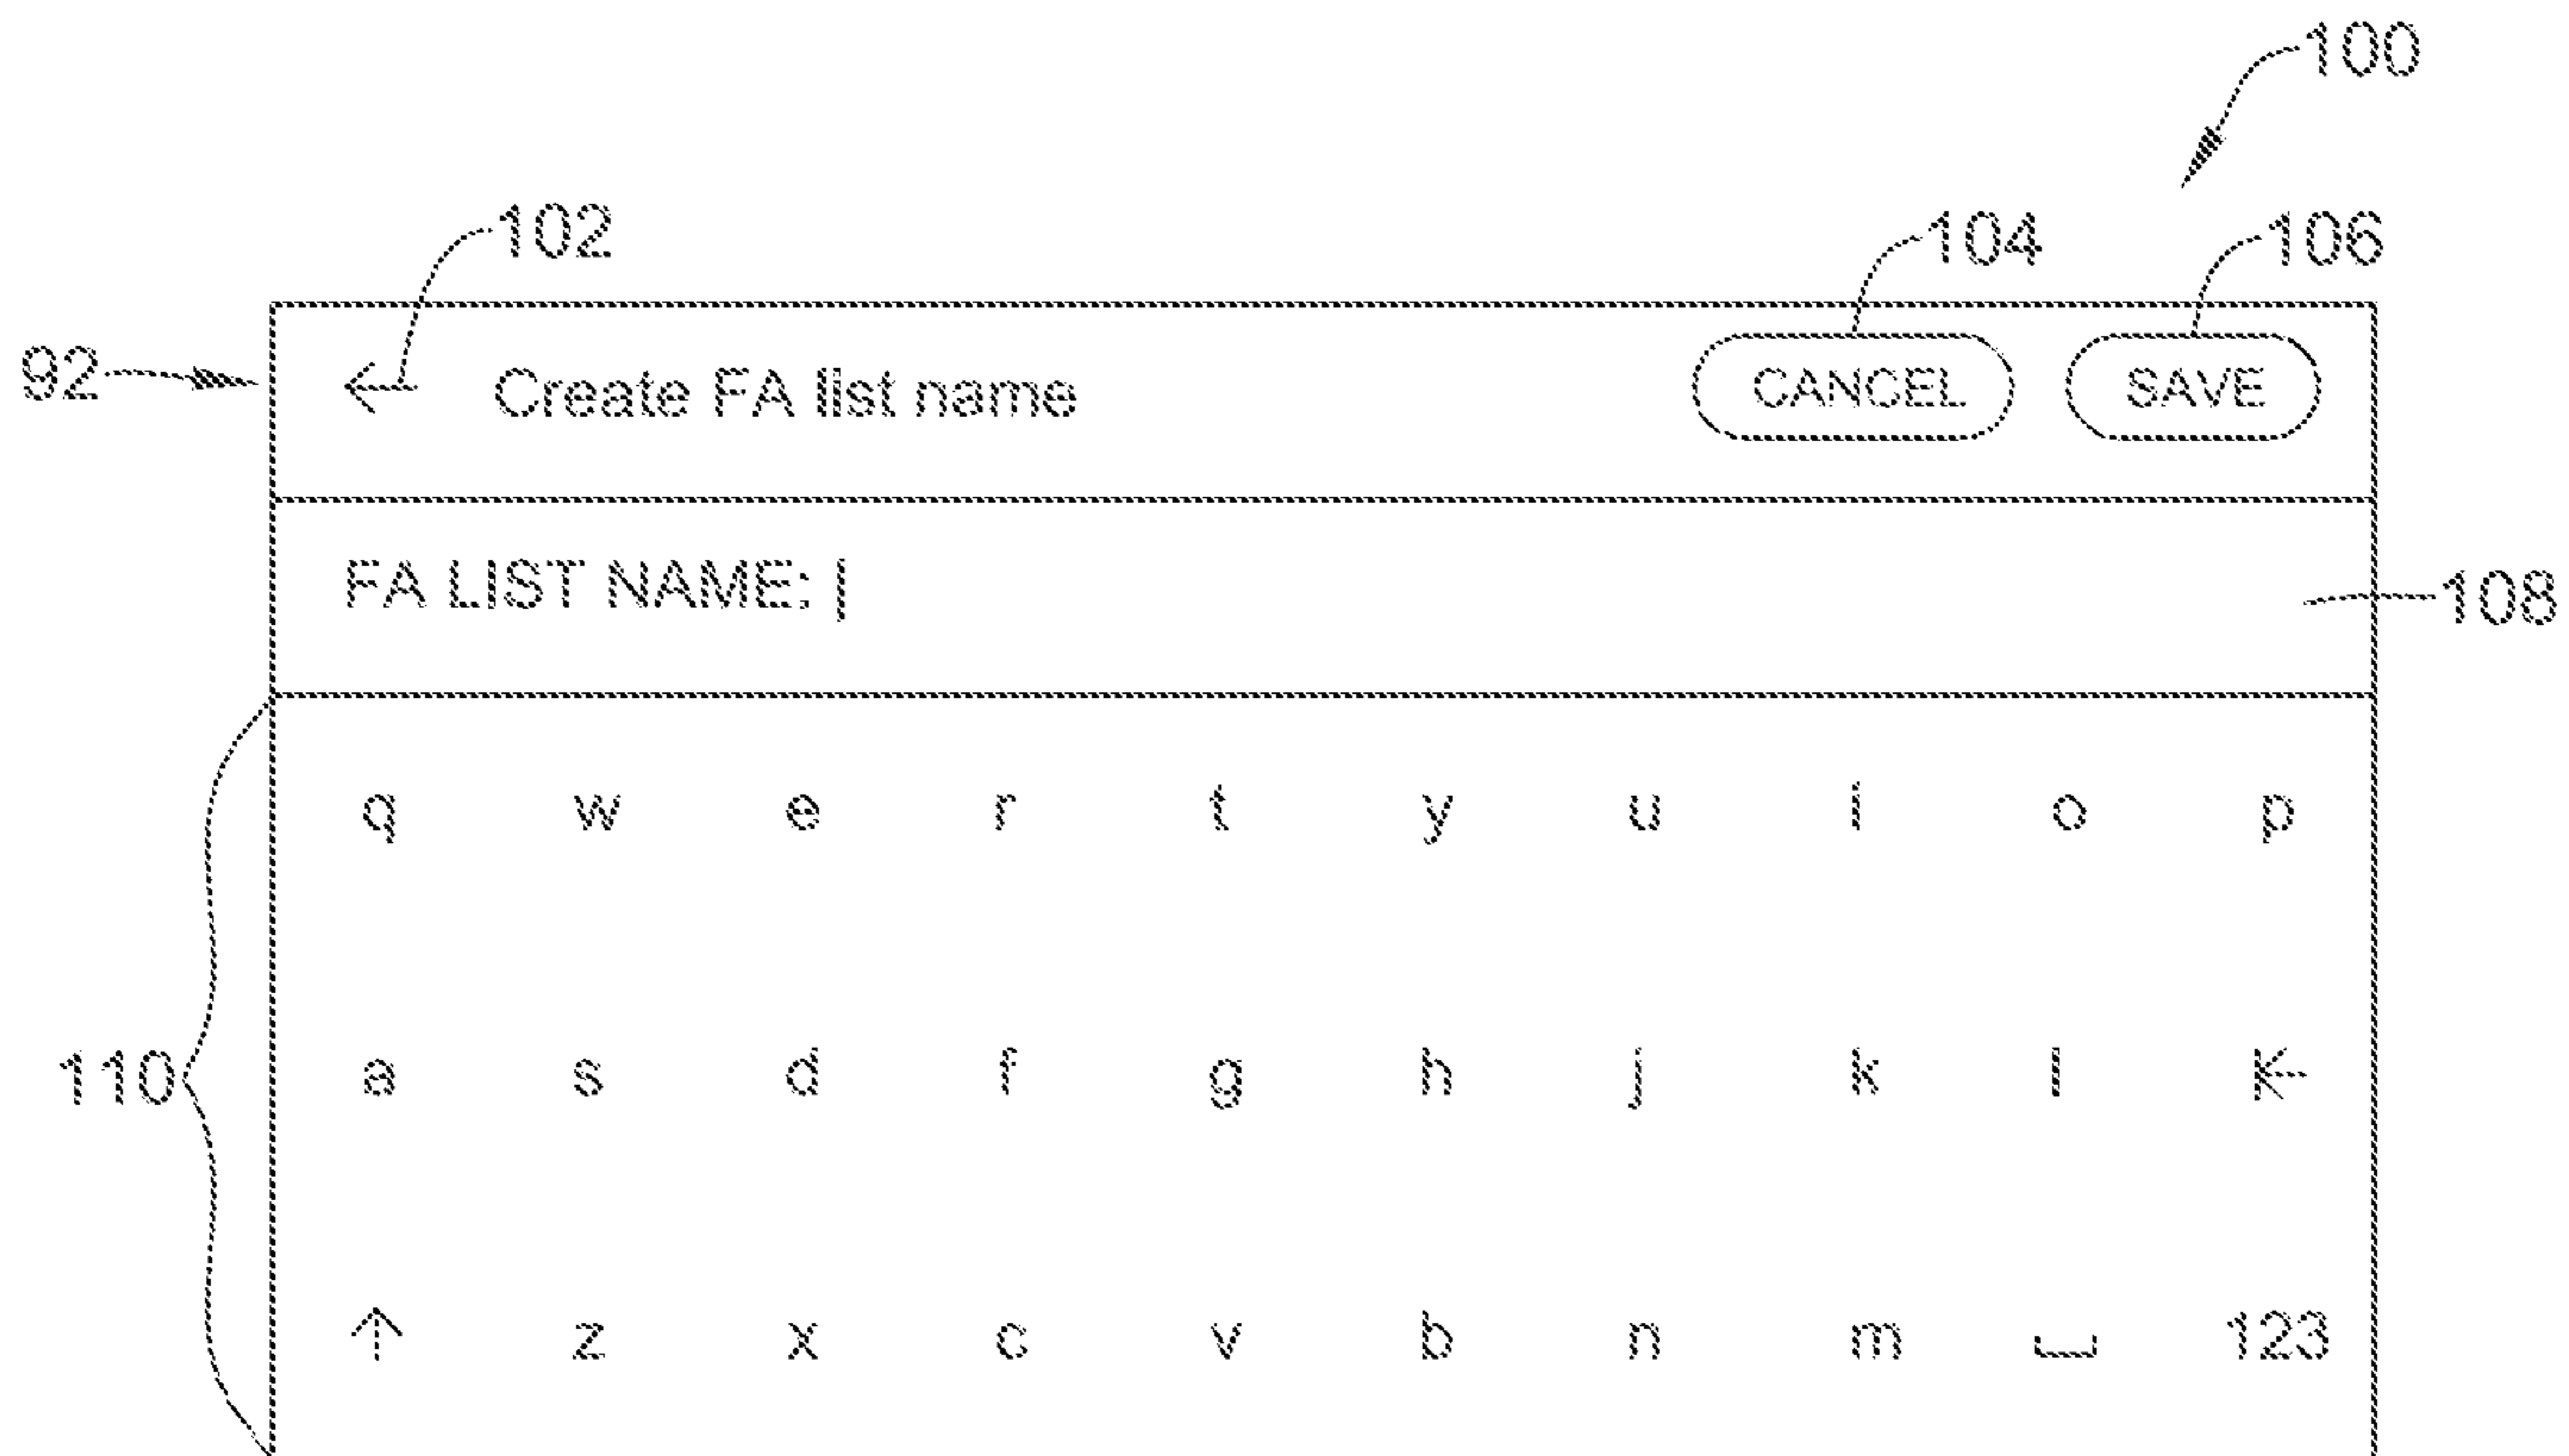 100
102 104 106
92 ← Create FA list name CANCEL SAVE
FA LIST NAME: | 108
q w e r t y u i o p
110 a s d f g h j k l
↑ z x c v b n m ⎵ 123